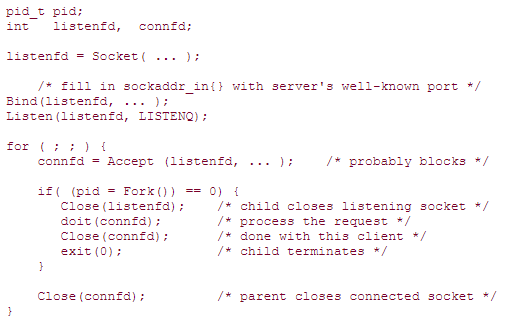 pid_t pid;
int   listenfd,  connfd;

listenfd = Socket( ... );

    /* fill in sockaddr_in{} with server's well-known port */
Bind(listenfd, ... );
Listen(listenfd, LISTENQ);

for ( ; ; ) {
    connfd = Accept (listenfd, ... );    /* probably blocks */

    if( (pid = Fork()) == 0) {
       Close(listenfd);    /* child closes listening socket */
       doit(connfd);       /* process the request */
       Close(connfd);      /* done with this client */
       exit(0);            /* child terminates */
    }

    Close(connfd);         /* parent closes connected socket */
}